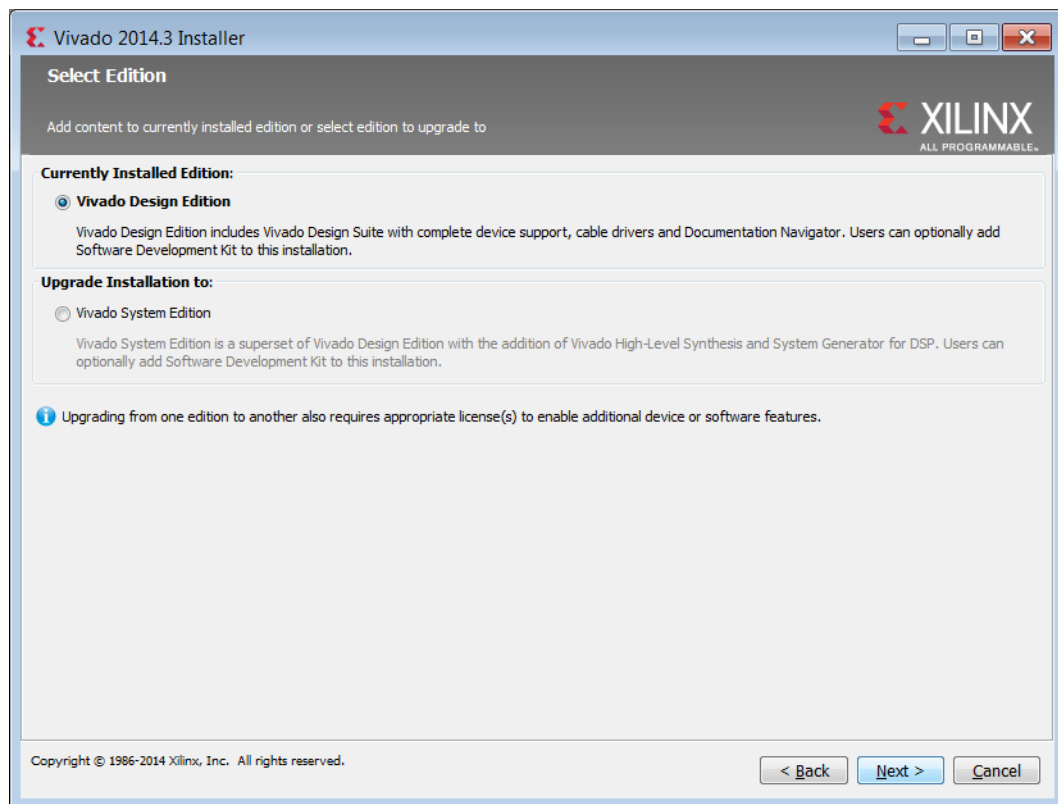 Vivado 2014.3 Installer
Select Edition
Add content to currently installed edition or select edition to upgrade to
XILINX
ALL PROGRAMMABLE™
Currently Installed Edition:
Vivado Design Edition
Vivado Design Edition includes Vivado Design Suite with complete device support, cable drivers and Documentation Navigator. Users can optionally add
Software Development Kit to this installation.
Upgrade Installation to:
Vivado System Edition
Vivado System Edition is a superset of Vivado Design Edition with the addition of Vivado High-Level Synthesis and System Generator for DSP. Users can
optionally add Software Development Kit to this installation.
Upgrading from one edition to another also requires appropriate license(s) to enable additional device or software features.
Copyright © 1986-2014 Xilinx, Inc. All rights reserved.
< Back
Next >
Cancel